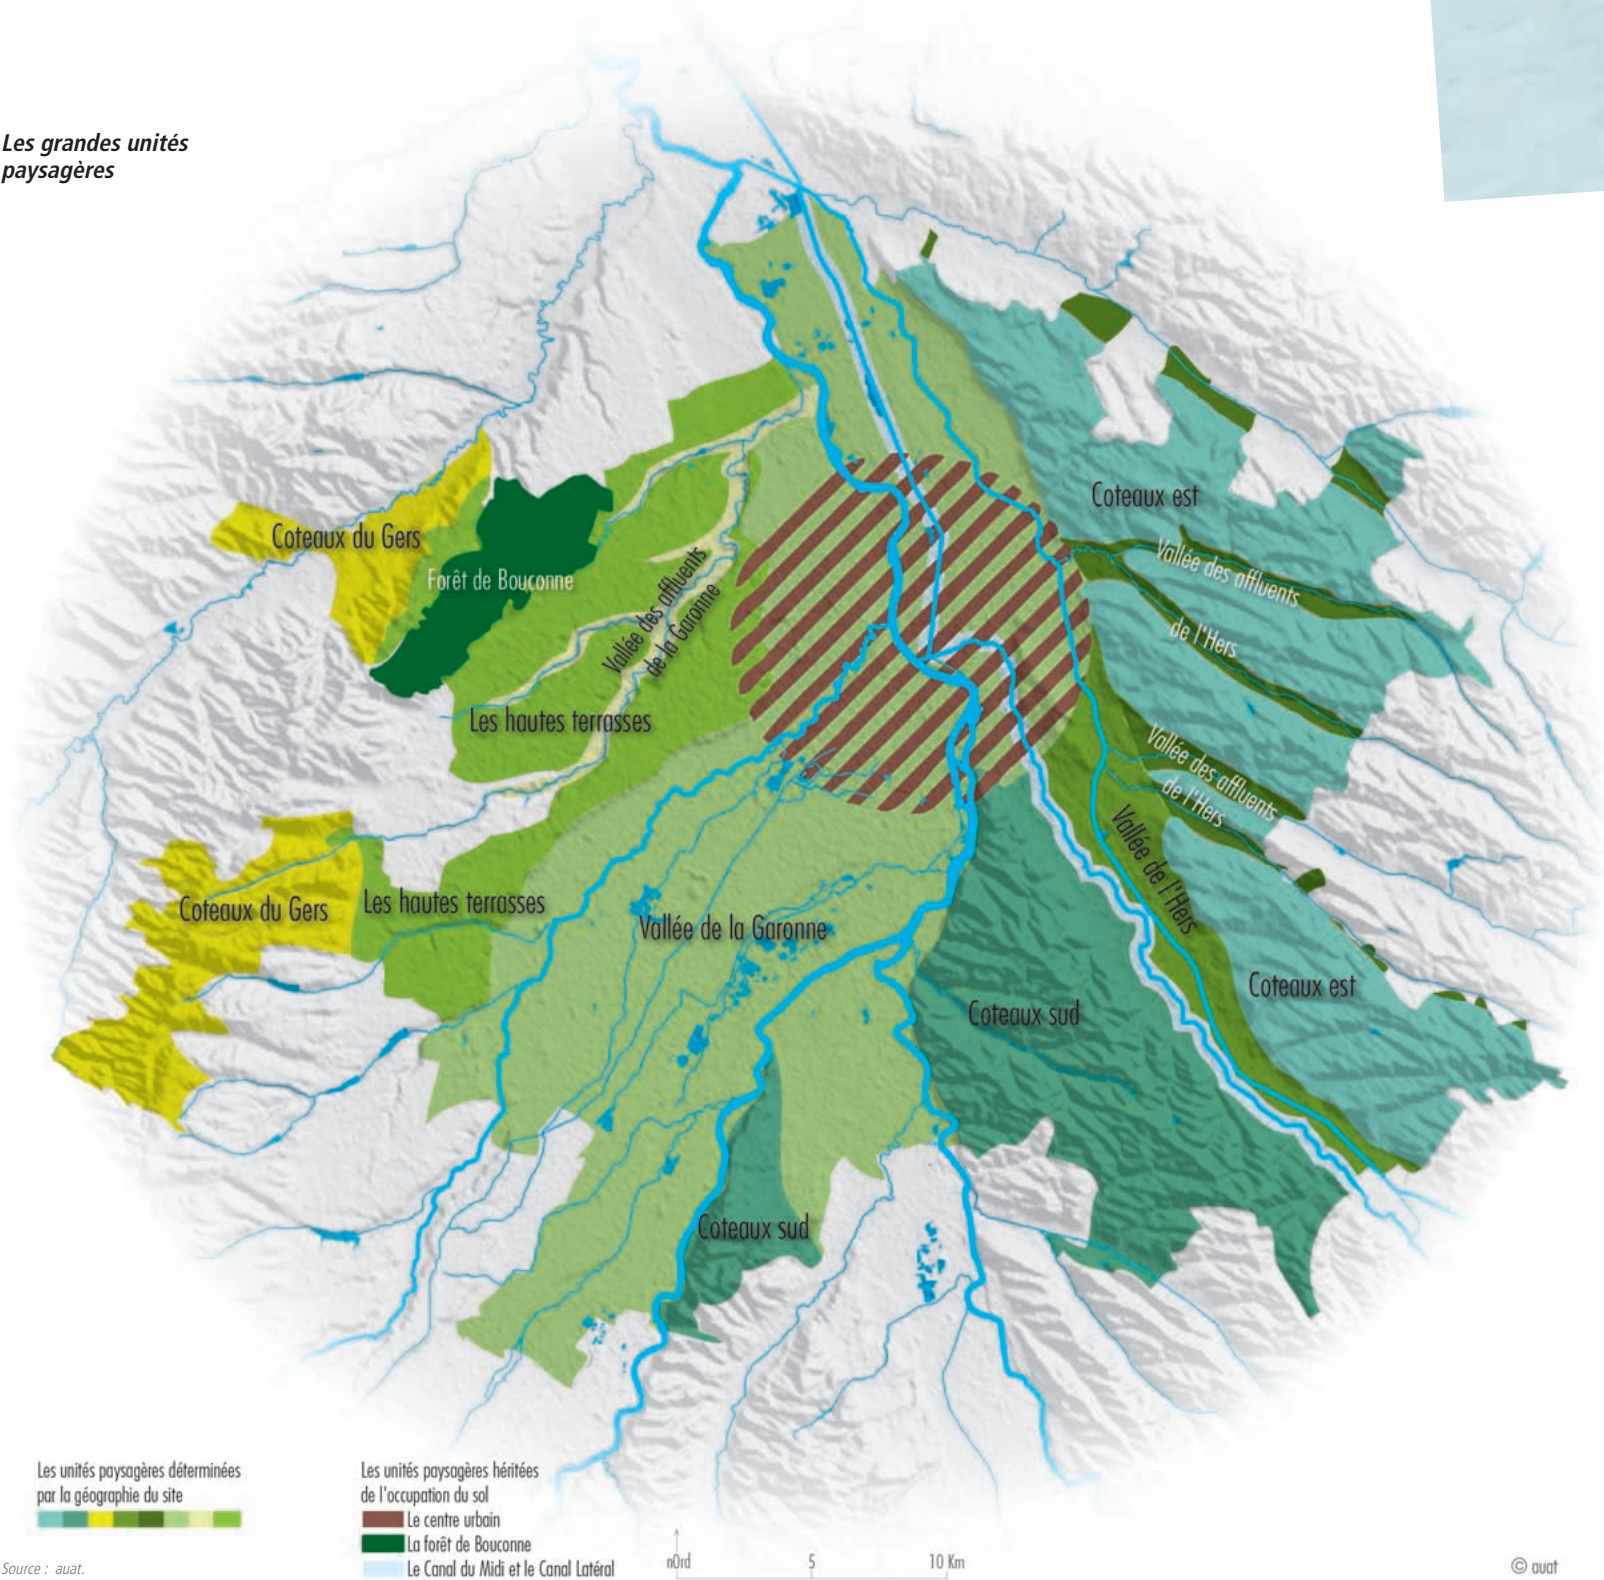 Les grandes unités
paysagères
Coteaux est
Coteaux du Gers
Forêt de Bouconne
Vallée des affluents
de l'Hers
Vallée des affluents
de la Garonne
Les hautes terrasses
Vallée des affluents
de l'Hers
Vallée de l'Hers
Coteaux du Gers
Les hautes terrasses
Vallée de la Garonne
Coteaux est
Coteaux sud
Coteaux sud
Les unités paysagères déterminées
par la géographie du site
Les unités paysagères héritées
de l'occupation du sol
Le centre urbain
La forêt de Bouconne
Le Canal du Midi et le Canal Latéral
nOrd 5 10 Km
Source : auat.
© auat